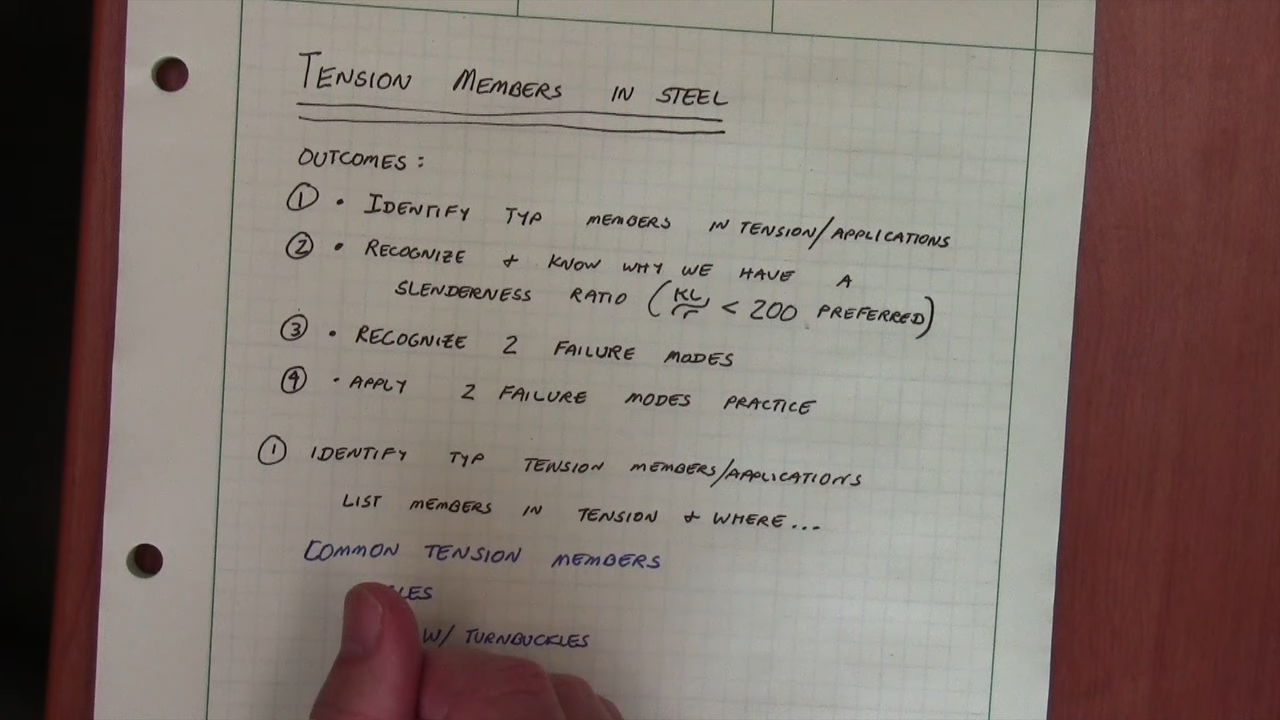 TENSION MEMBERS IN STEEL
OUTCOMES:
① • IDENTIFY TYP MEMBERS IN TENSION/APPLICATIONS
② • RECOGNIZE & KNOW WHY WE HAVE A
SLENDERNESS RATIO (KL/r < 200 PREFERRED)
③ • RECOGNIZE 2 FAILURE MODES
④ • APPLY 2 FAILURE MODES PRACTICE
① IDENTIFY TYP TENSION MEMBERS/APPLICATIONS
LIST MEMBERS IN TENSION & WHERE...
COMMON TENSION MEMBERS
W/ TURNBUCKLES